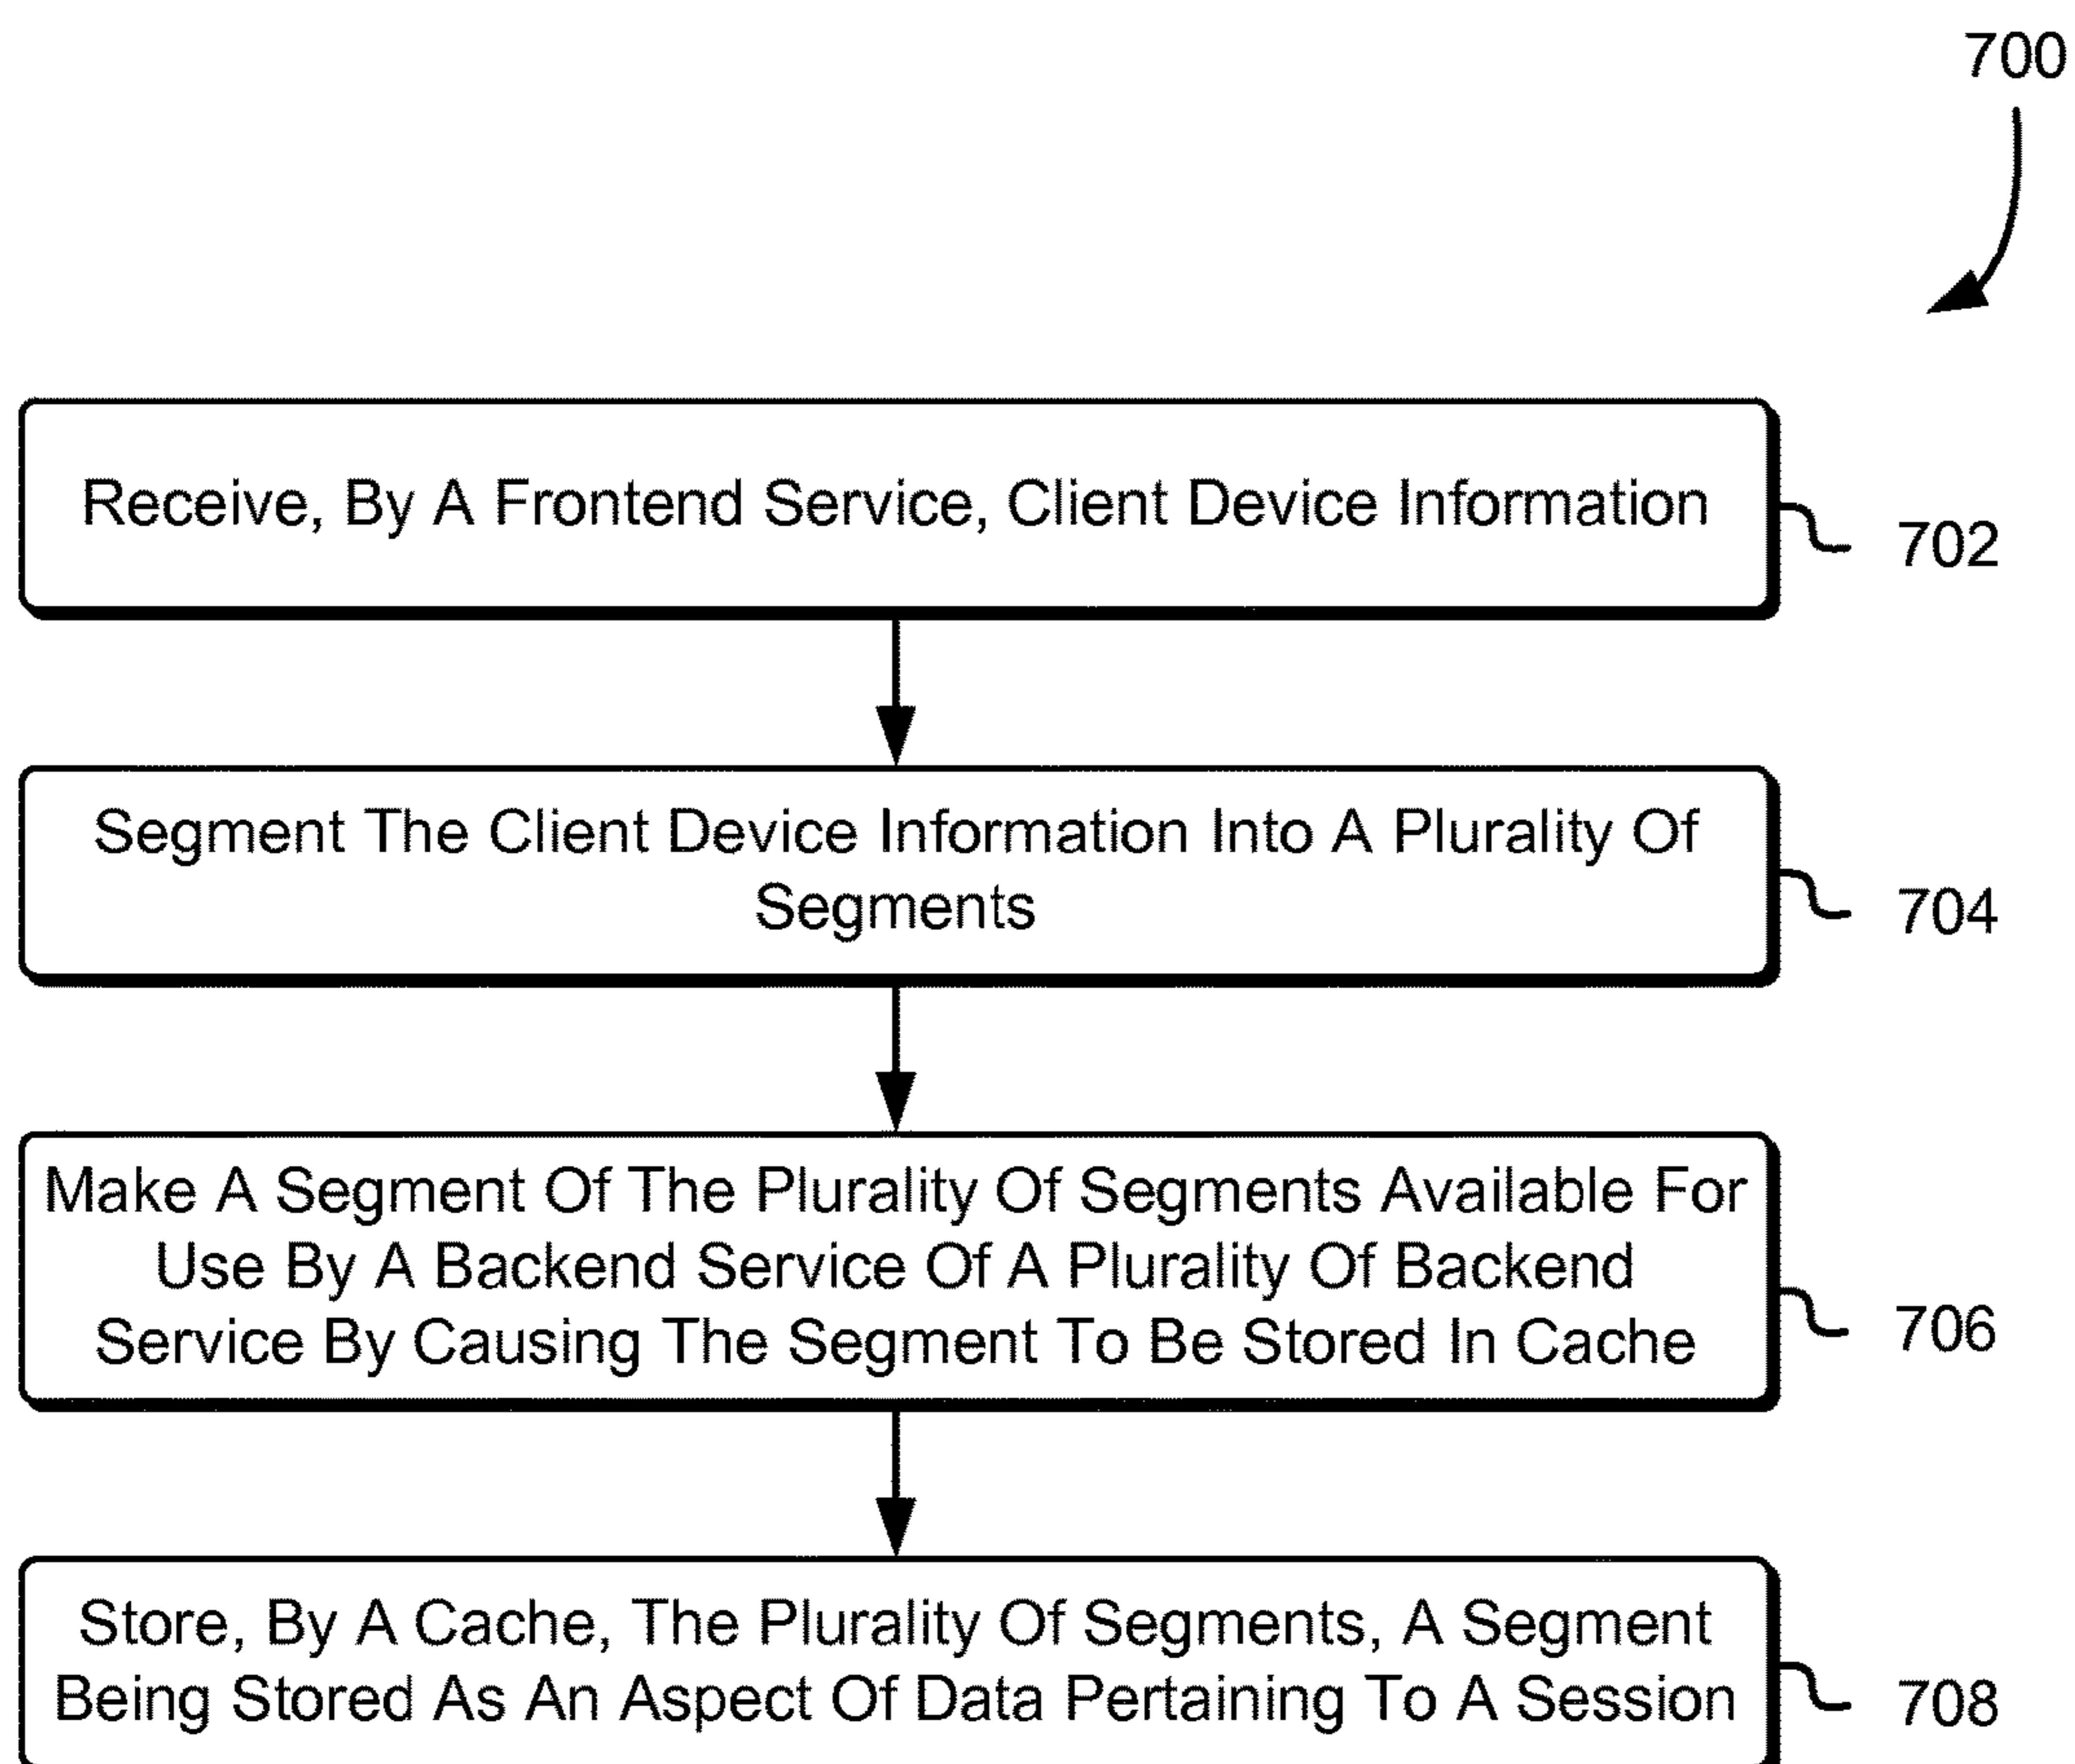 700
Receive, By A Frontend Service, Client Device Information
702
Segment The Client Device Information Into A Plurality Of
Segments
704
Make A Segment Of The Plurality Of Segments Available For
Use By A Backend Service Of A Plurality Of Backend
Service By Causing The Segment To Be Stored In Cache
706
Store, By A Cache, The Plurality Of Segments, A Segment
Being Stored As An Aspect Of Data Pertaining To A Session
708